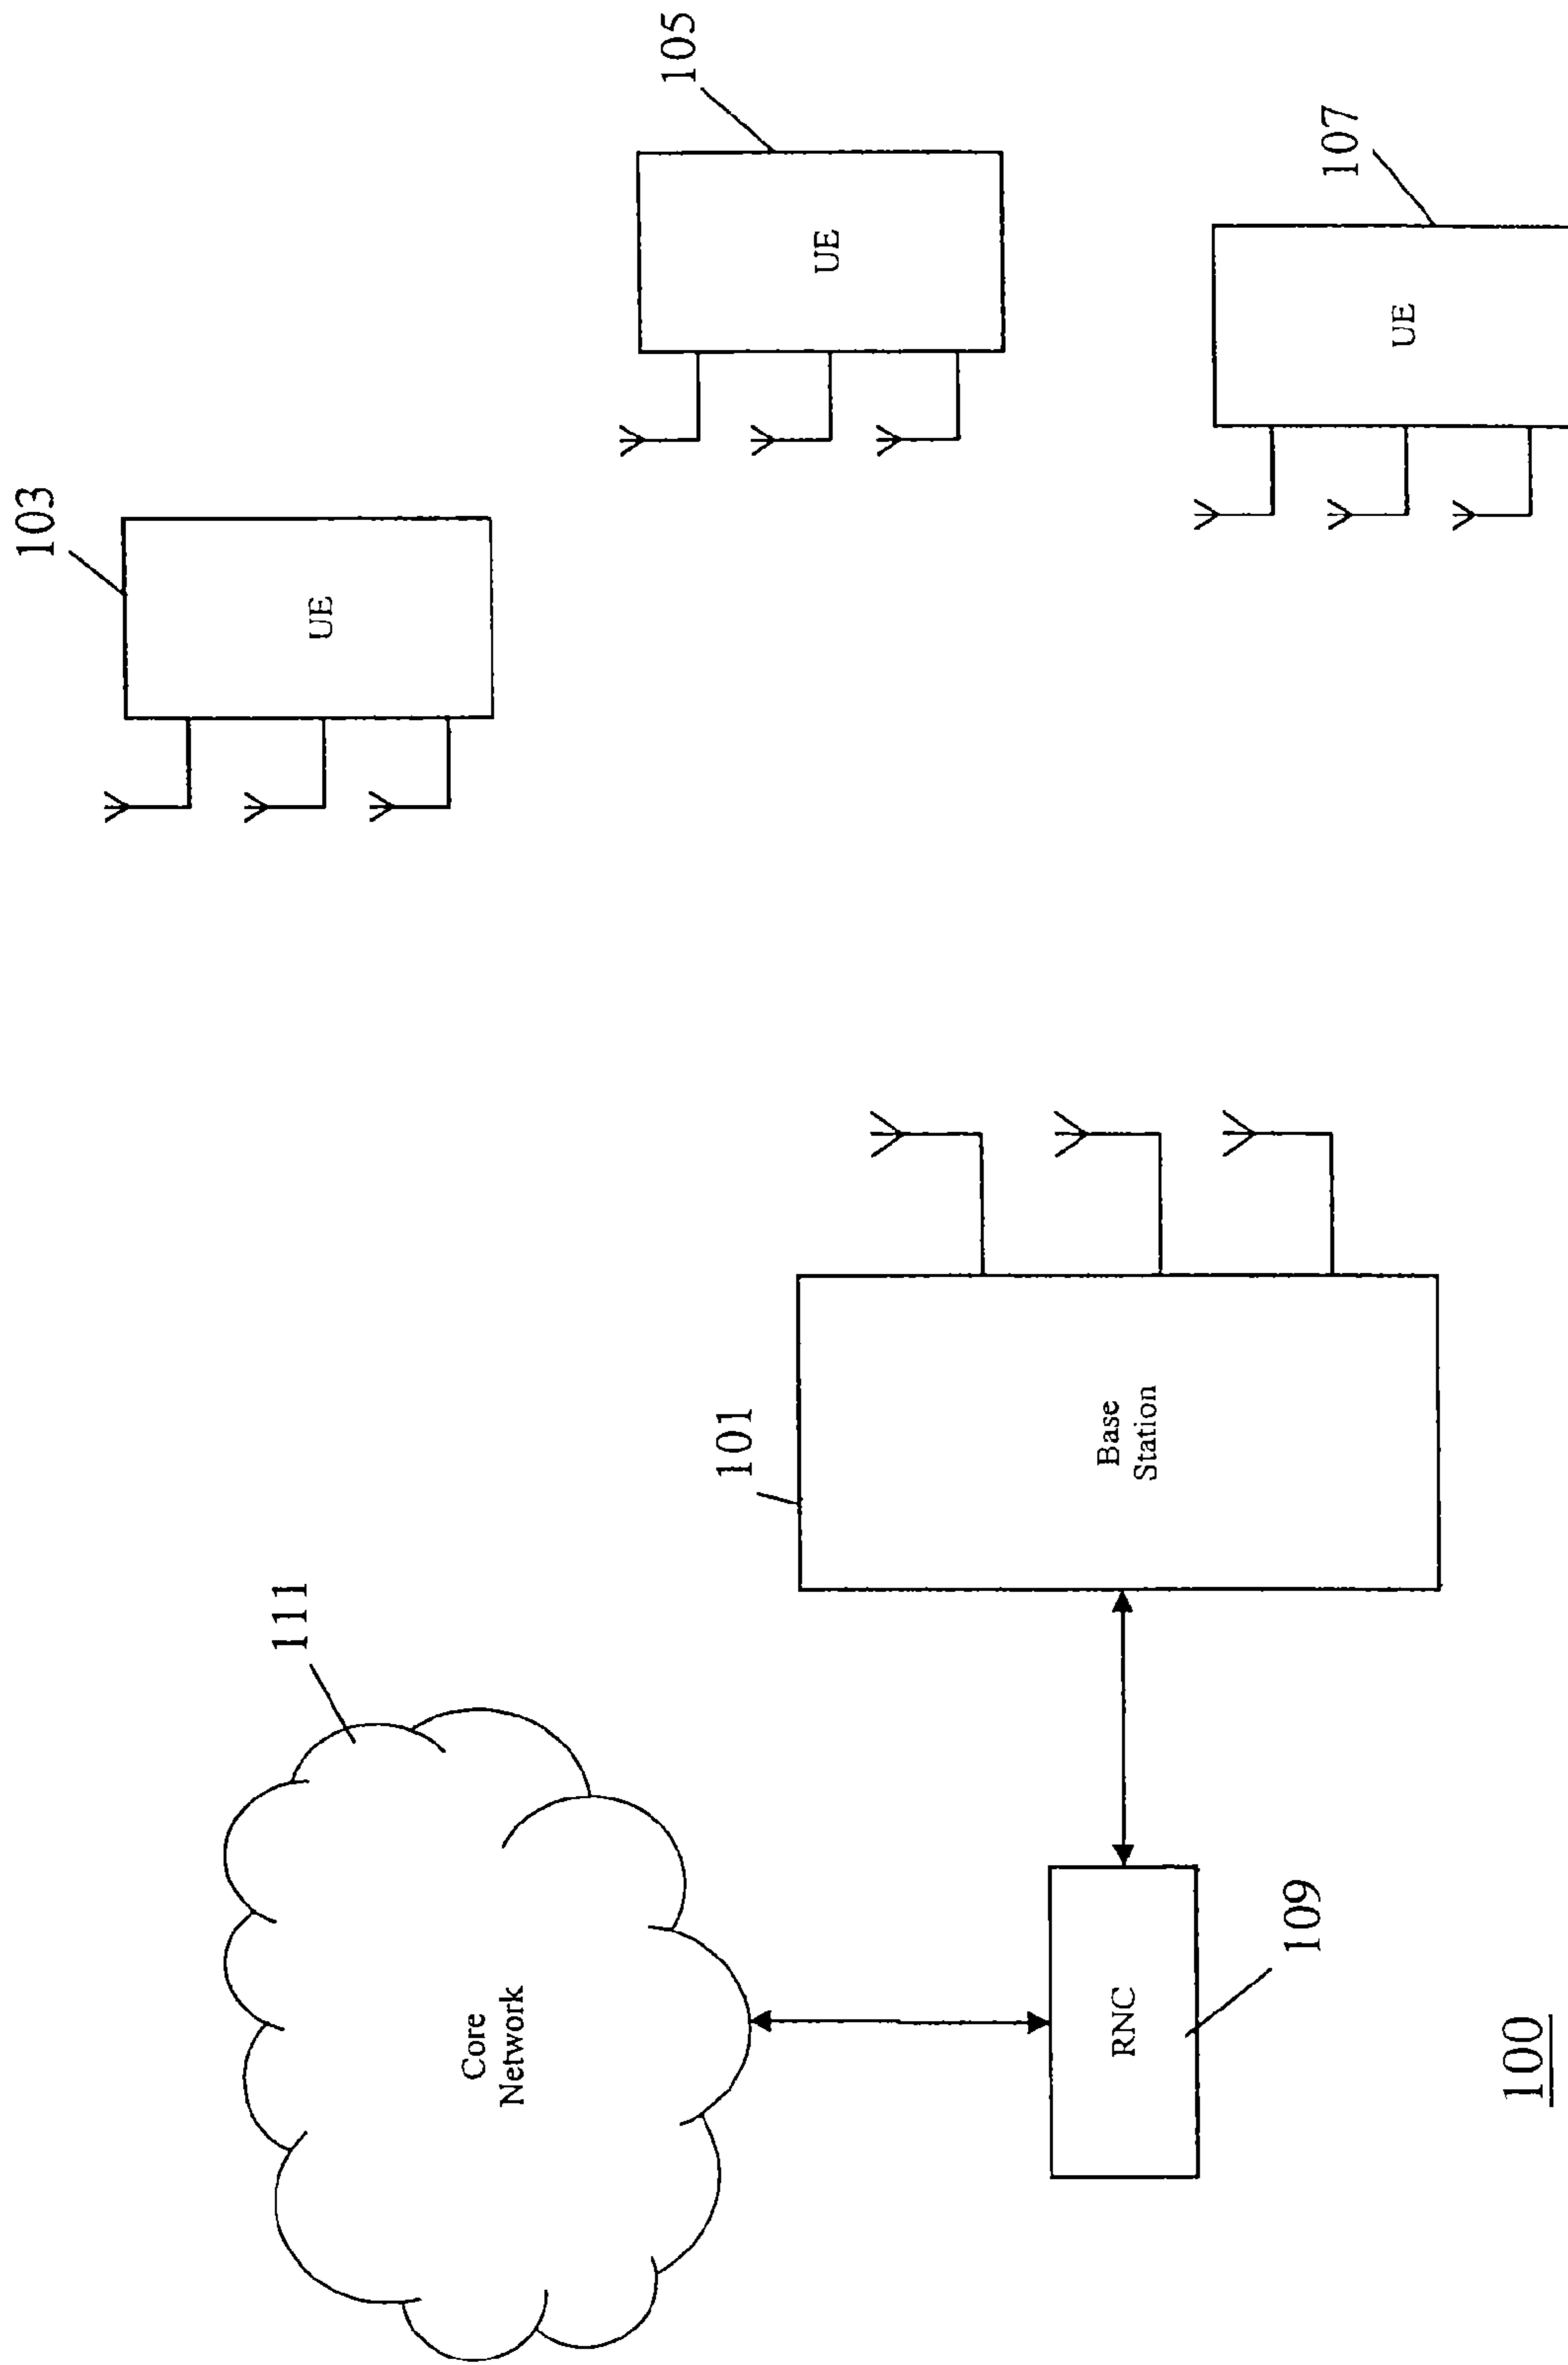 103
UE
105
UE
107
UE
111
Core
Network
101
Base
Station
RNC
109
100